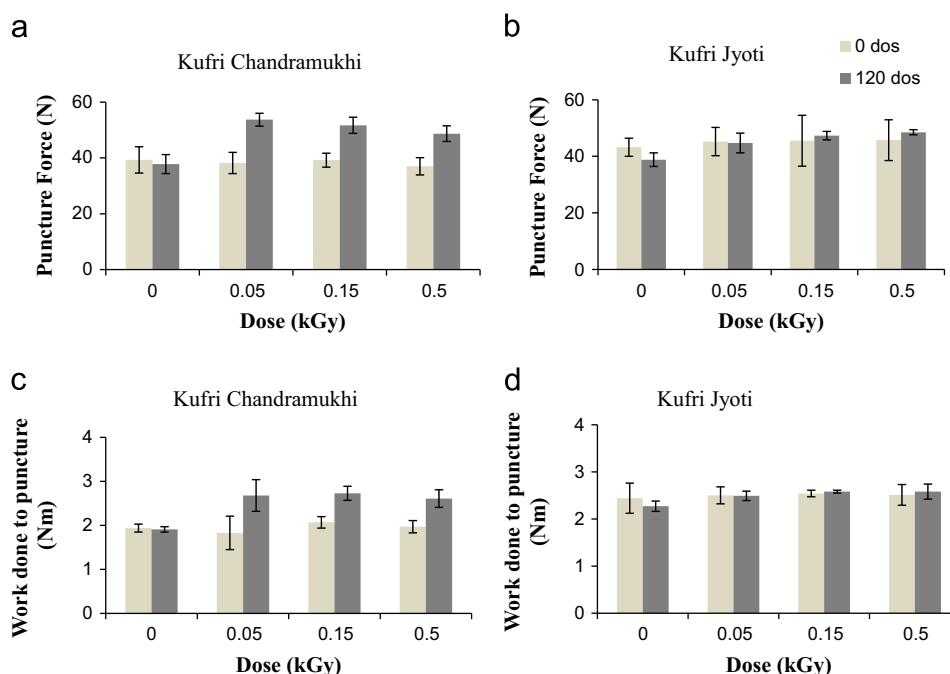 a
Kufri Chandramukhi
Puncture Force (N)
60
40
20
0
0 0.05 0.15 0.5
Dose (kGy)
b
Kufri Jyoti
0 dos
120 dos
Puncture Force (N)
60
40
20
0
0 0.05 0.15 0.5
Dose (kGy)
c
Kufri Chandramukhi
Work done to puncture
(Nm)
4
3
2
1
0
0 0.05 0.15 0.5
Dose (kGy)
d
Kufri Jyoti
Work done to puncture
(Nm)
4
3
2
1
0
0 0.05 0.15 0.5
Dose (kGy)